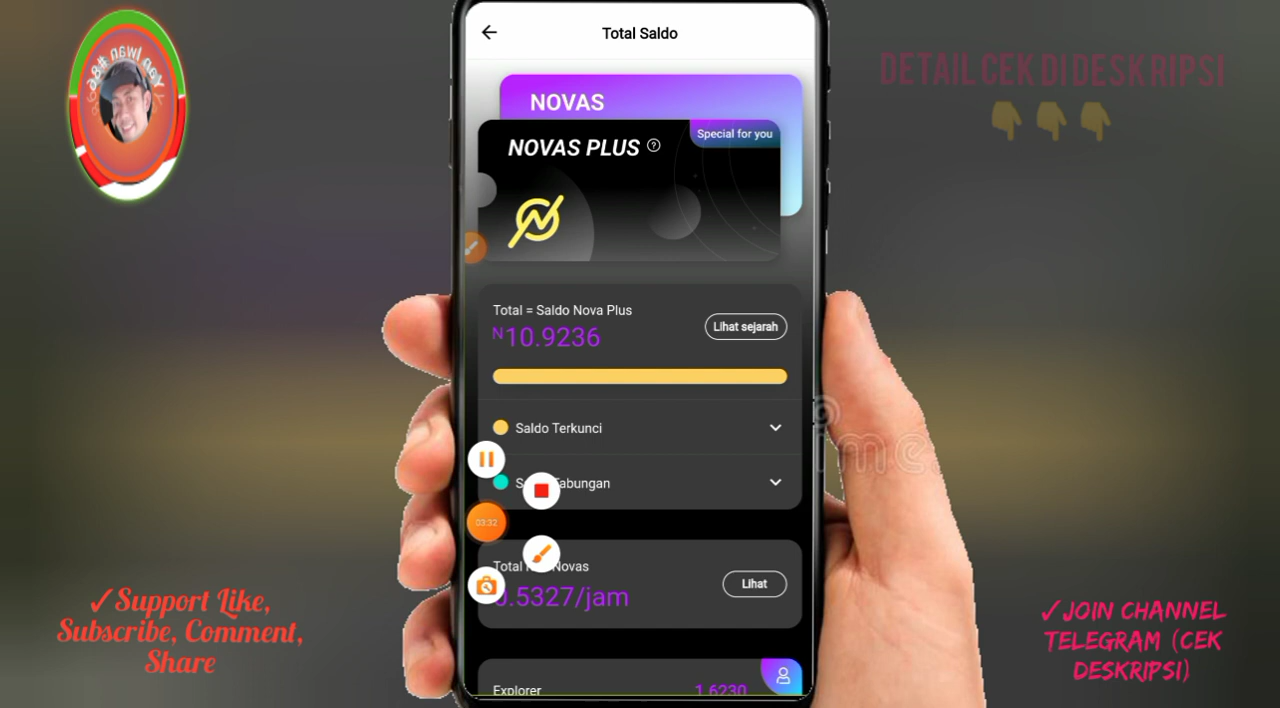 Total Saldo
DETAIL CEK DI DESKRIPSI
NOVAS
Special for you
NOVAS PLUS
Total = Saldo Nova Plus
N10.9236
Lihat sejarah
Saldo Terkunci
Tabungan
03:32
Total
Novas
.5327/jam
Lihat
Explorer
1.6230
✓Support Like,
Subscribe, Comment,
Share
✓JOIN CHANNEL
TELEGRAM (CEK
DESKRIPSI)